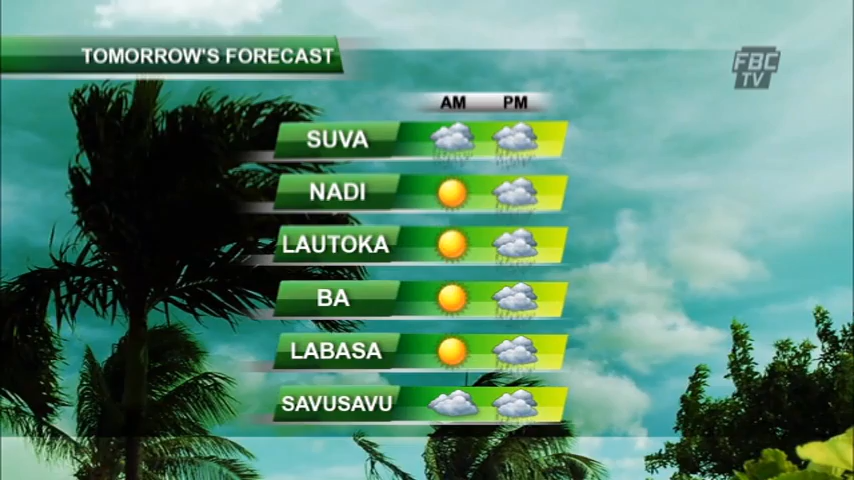 TOMORROW'S FORECAST
FBC
TV
AM PM
SUVA
NADI
LAUTOKA
BA
LABASA
SAVUSAVU